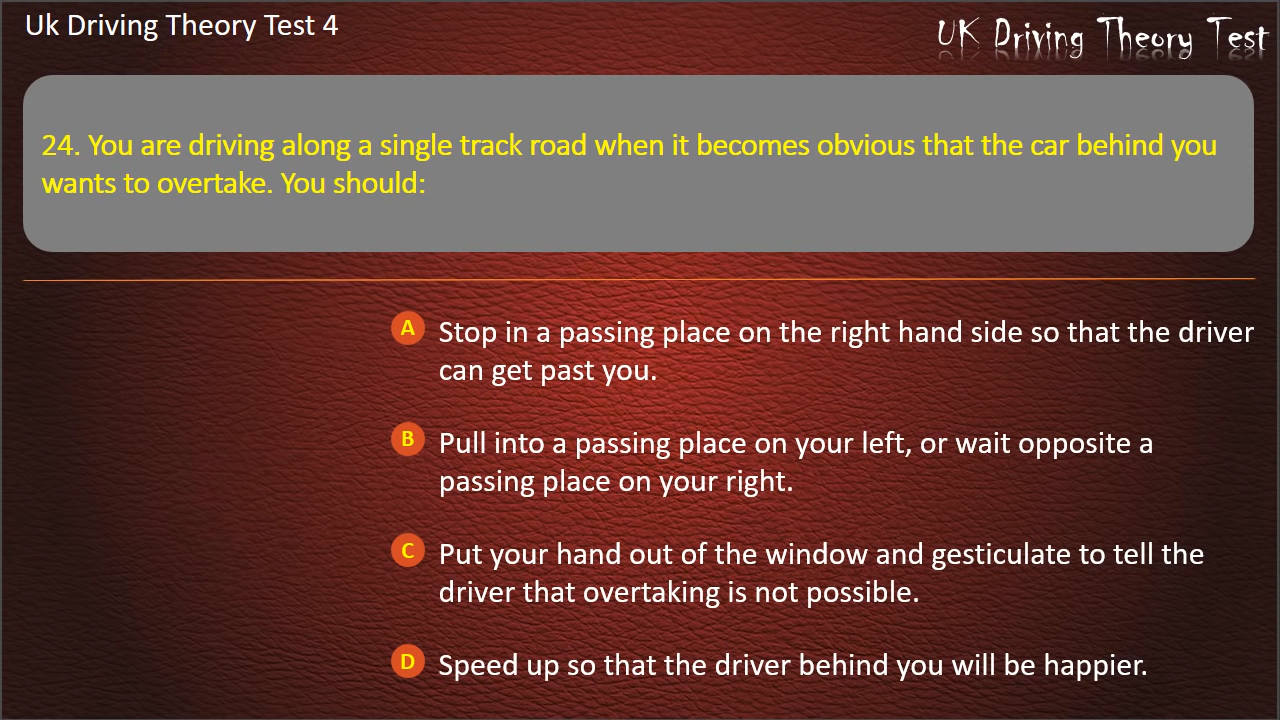 Uk Driving Theory Test 4
UK Driving Theory Test
24. You are driving along a single track road when it becomes obvious that the car behind you
wants to overtake. You should:
A Stop in a passing place on the right hand side so that the driver
can get past you.
B Pull into a passing place on your left, or wait opposite a
passing place on your right.
C Put your hand out of the window and gesticulate to tell the
driver that overtaking is not possible.
D Speed up so that the driver behind you will be happier.